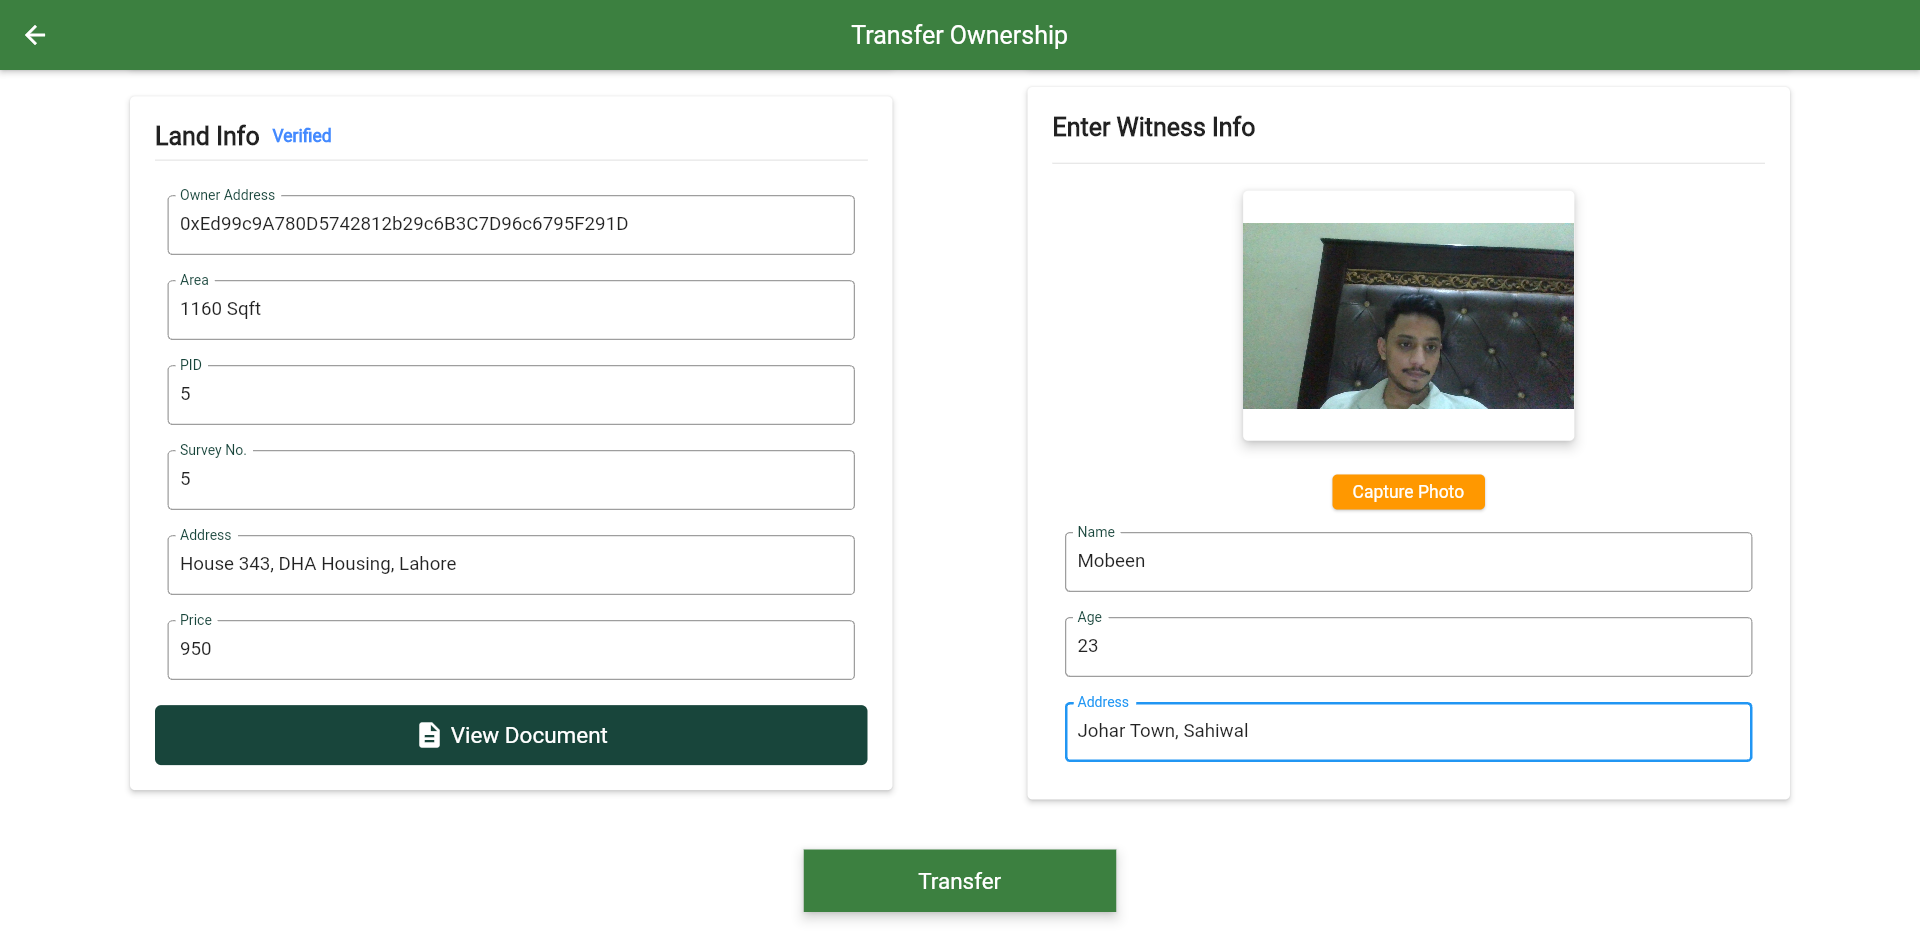 Transfer Ownership
Land Info Verified
Owner Address
0xEd99c9A780D5742812b29c6B3C7D96c6795F291D
Area
1160 Sqft
PID
5
Survey No.
5
Address
House 343, DHA Housing, Lahore
Price
950
View Document
Enter Witness Info
Capture Photo
Name
Mobeen
Age
23
Address
Johar Town, Sahiwal
Transfer